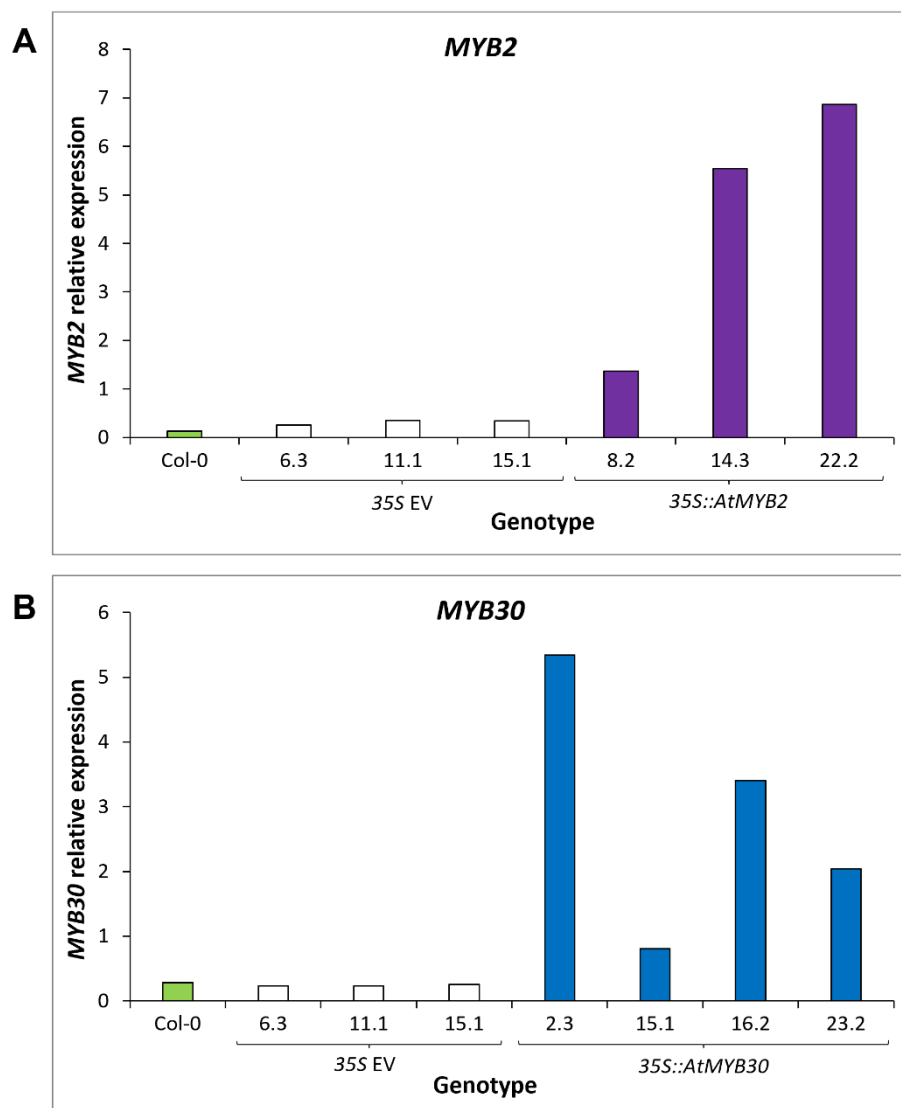 A
MYB2
MYB2 relative expression
8
7
6
5
4
3
2
1
0
Col-0 6.3 11.1 15.1 8.2 14.3 22.2
35S EV 35S::AtMYB2
Genotype
B
MYB30
MYB30 relative expression
6
5
4
3
2
1
0
Col-0 6.3 11.1 15.1 2.3 15.1 16.2 23.2
35S EV 35S::AtMYB30
Genotype